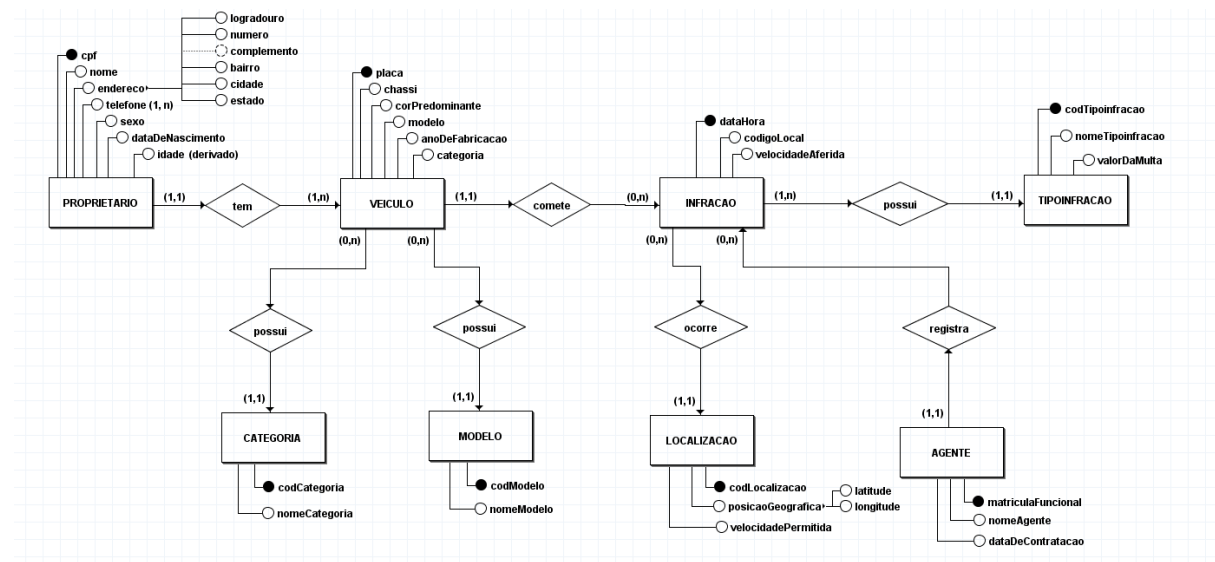 cpf
nome
endereco
logradouro
numero
complemento
bairro
cidade
estado
telefone (1, n)
sexo
dataDeNascimento
idade (derivado)
PROPRIETARIO
(1,1)
tem
(1,n)
placa
chassi
corPredominante
modelo
anoDeFabricacao
categoria
VEICULO
(1,1)
comete
(0,n)
dataHora
codigoLocal
velocidadeAferida
INFRACAO
(1,n)
possui
(1,1)
codTipoinfracao
nomeTipoinfracao
valorDaMulta
TIPOINFRACAO
(0,n)
possui
(1,1)
CATEGORIA
codCategoria
nomeCategoria
(0,n)
possui
(1,1)
MODELO
codModelo
nomeModelo
(0,n)
ocorre
(1,1)
LOCALIZACAO
codLocalizacao
posicaoGeografica
latitude
longitude
velocidadePermitida
(0,n)
registra
(1,1)
AGENTE
matriculaFuncional
nomeAgente
dataDeContratacao